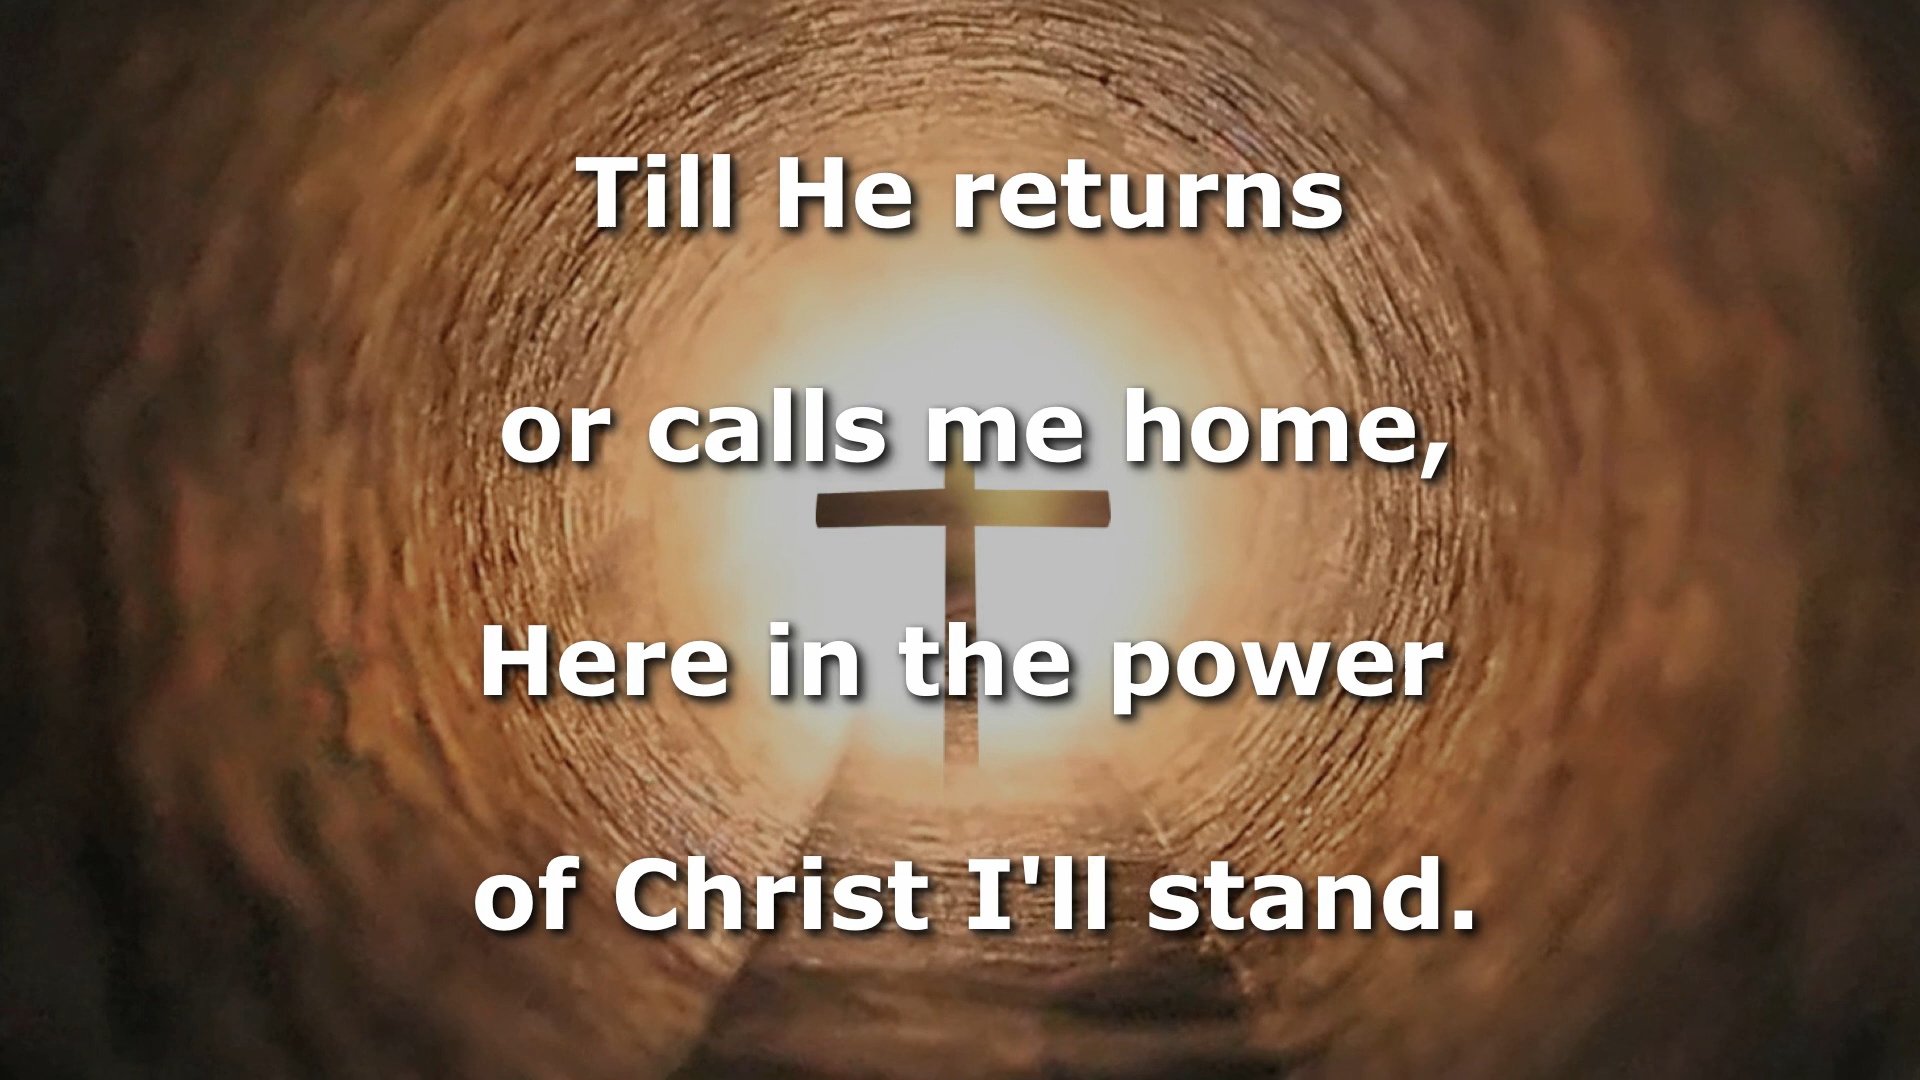 Till He returns
or calls me home,
Here in the power
of Christ I'll stand.